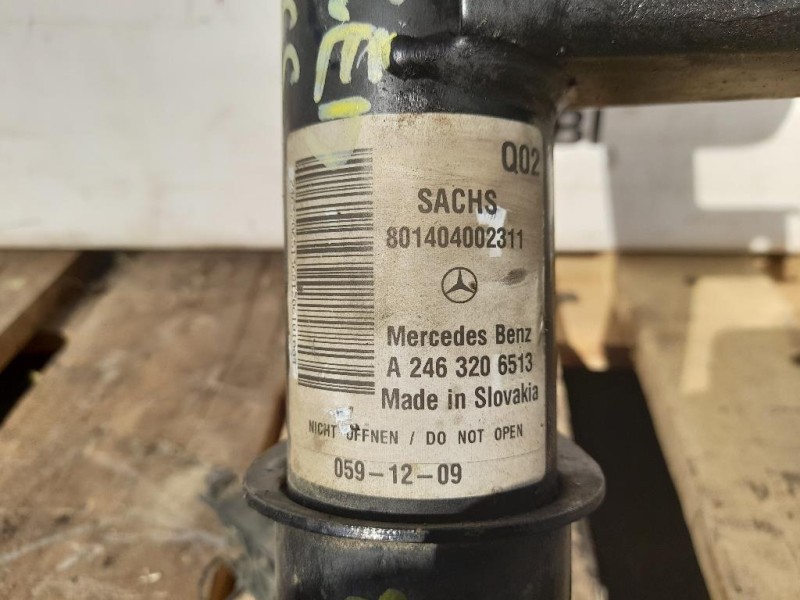 Q02
SACHS
801404002311
Mercedes Benz
A 246 320 6513
Made in Slovakia
NICHT ÖFFNEN / DO NOT OPEN
059-12-09